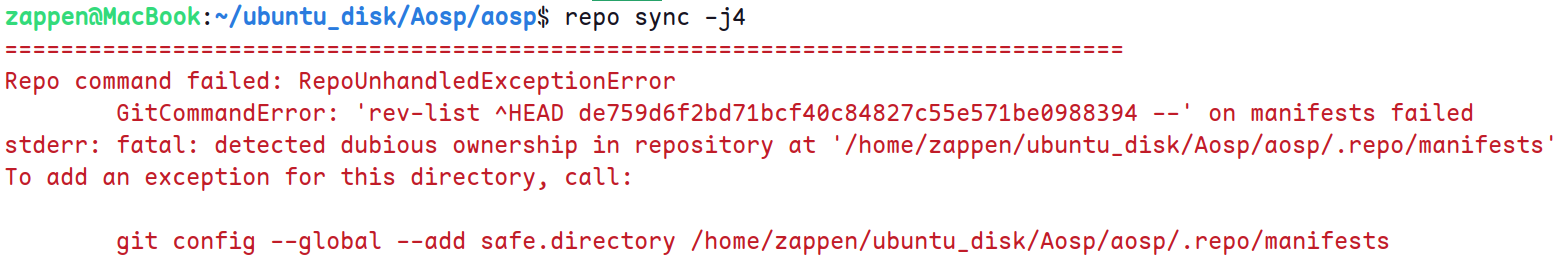 zappen@MacBook:~/ubuntu_disk/Aosp/aosp$ repo sync -j4
================================================================================
Repo command failed: RepoUnhandledExceptionError
        GitCommandError: 'rev-list ^HEAD de759d6f2bd71bcf40c84827c55e571be0988394 --' on manifests failed
stderr: fatal: detected dubious ownership in repository at '/home/zappen/ubuntu_disk/Aosp/aosp/.repo/manifests'
To add an exception for this directory, call:

        git config --global --add safe.directory /home/zappen/ubuntu_disk/Aosp/aosp/.repo/manifests